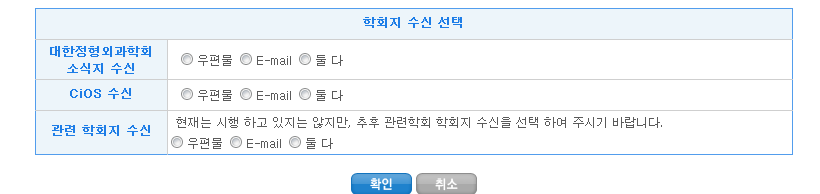 학회지 수신 선택
대한정형외과학회
소식지 수신
우편물 E-mail 둘 다
CiOS 수신
우편물 E-mail 둘 다
관련 학회지 수신
현재는 시행 하고 있지는 않지만, 추후 관련학회 학회지 수신을 선택 하여 주시기 바랍니다.
우편물 E-mail 둘 다
확인 취소